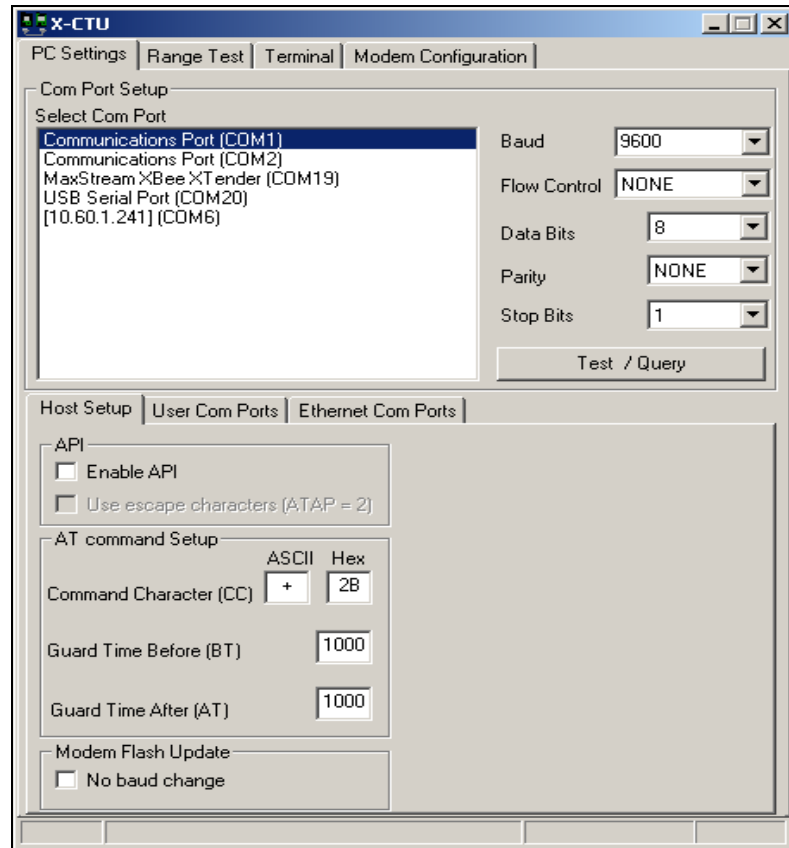 X-CTU
PC Settings Range Test Terminal Modem Configuration
Com Port Setup
Select Com Port
Communications Port (COM1)
Communications Port (COM2)
MaxStream XBee XTender (COM19)
USB Serial Port (COM20)
[10.60.1.241] (COM6)
Baud 9600
Flow Control NONE
Data Bits 8
Parity NONE
Stop Bits 1
Test / Query
Host Setup User Com Ports Ethernet Com Ports
API
Enable API
Use escape characters (ATAP = 2)
AT command Setup
ASCII Hex
Command Character (CC) + 2B
Guard Time Before (BT) 1000
Guard Time After (AT) 1000
Modem Flash Update
No baud change